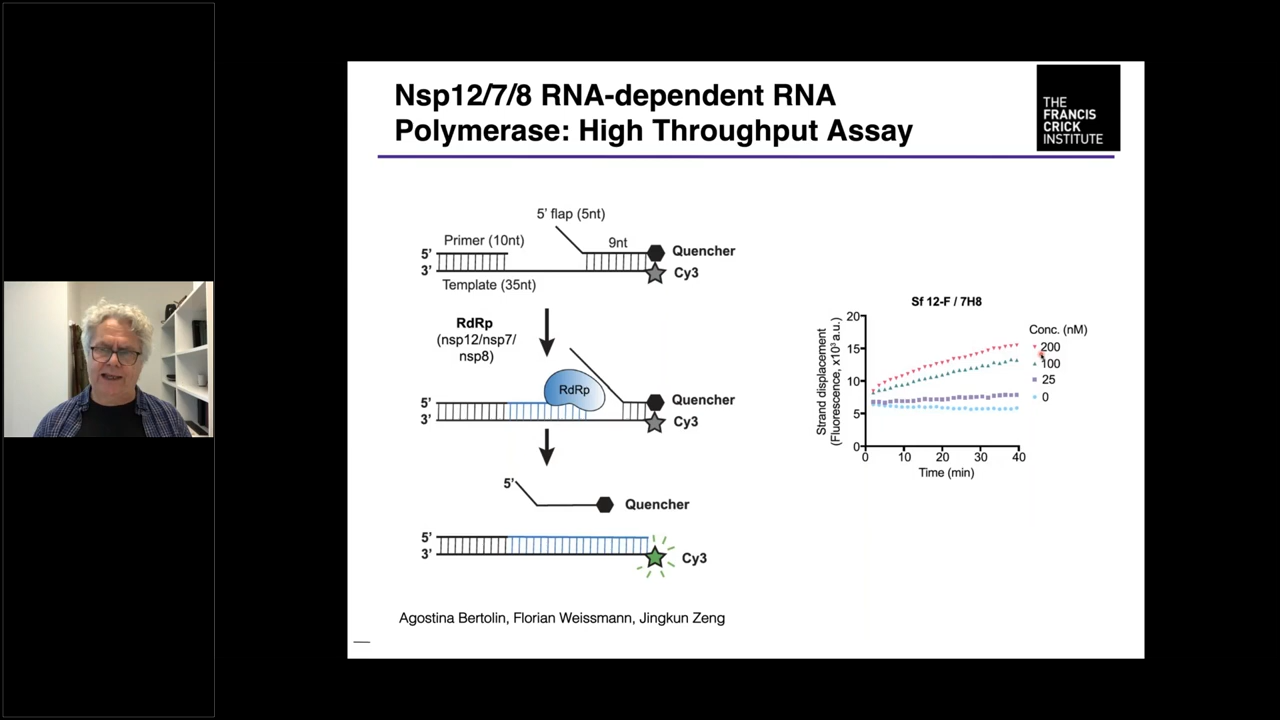 Nsp12/7/8 RNA-dependent RNA
Polymerase: High Throughput Assay
THE
FRANCIS
CRICK
INSTITUTE
5' flap (5nt)
Primer (10nt)
9nt
5'
Quencher
3'
Cy3
Template (35nt)
RdRp
(nsp12/nsp7/
nsp8)
RdRp
5'
Quencher
3'
Cy3
5'
Quencher
5'
3'
Cy3
Sf 12-F / 7H8
Strand displacement
(Fluorescence, x10³ a.u.)
20
15
10
5
0
0 10 20 30 40
Time (min)
Conc. (nM)
200
100
25
0
Agostina Bertolin, Florian Weissmann, Jingkun Zeng